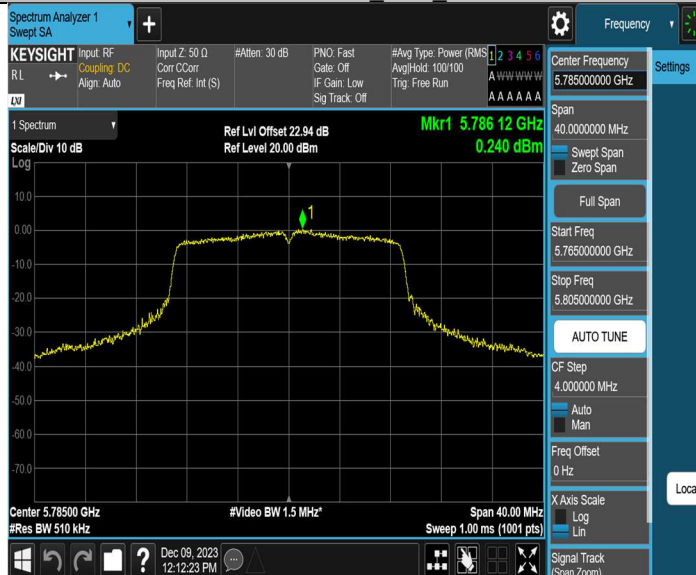 Spectrum Analyzer 1
Swept SA
Frequency
KEYSIGHT
RL
LXI
Input: RF
Coupling: DC
Align: Auto
Input Z: 50 Ω
Corr CCorr
Freq Ref: Int (S)
#Atten: 30 dB
PNO: Fast
Gate: Off
IF Gain: Low
Sig Track: Off
#Avg Type: Power (RMS
Avg|Hold: 100/100
Trig: Free Run
1 2 3 4 5 6
A W W W W W
A A A A A A
1 Spectrum
Scale/Div 10 dB
Log
Ref Lvl Offset 22.94 dB
Ref Level 20.00 dBm
Mkr1 5.786 12 GHz
0.240 dBm
1
10.0
0.00
-10.0
-20.0
-30.0
-40.0
-50.0
-60.0
-70.0
Center 5.78500 GHz
#Res BW 510 kHz
#Video BW 1.5 MHz*
Span 40.00 MHz
Sweep 1.00 ms (1001 pts)
?
Dec 09, 2023
12:12:23 PM
Center Frequency
5.785000000 GHz
Span
40.0000000 MHz
Swept Span
Zero Span
Full Span
Start Freq
5.765000000 GHz
Stop Freq
5.805000000 GHz
AUTO TUNE
CF Step
4.000000 MHz
Auto
Man
Freq Offset
0 Hz
X Axis Scale
Log
Lin
Signal Track
(Span Zoom)
Settings
Loca